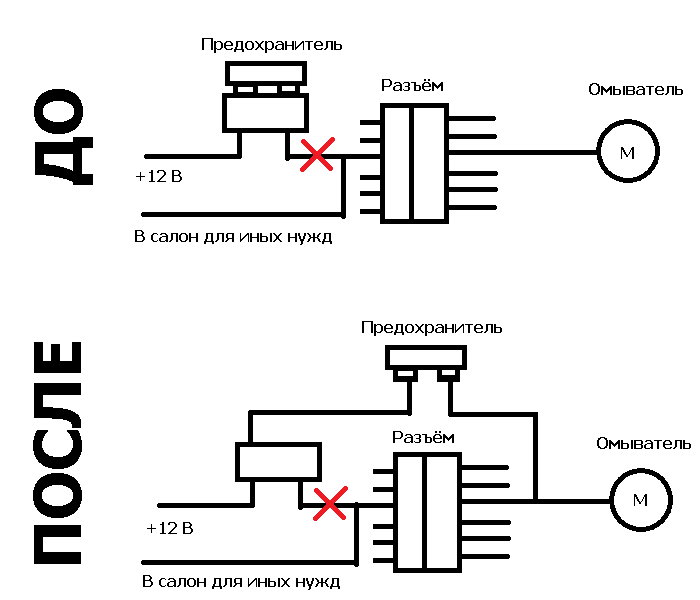 ДО
Предохранитель
Разъём
Омыватель
М
+12 В
В салон для иных нужд
ПОСЛЕ
Предохранитель
Разъём
Омыватель
М
+12 В
В салон для иных нужд